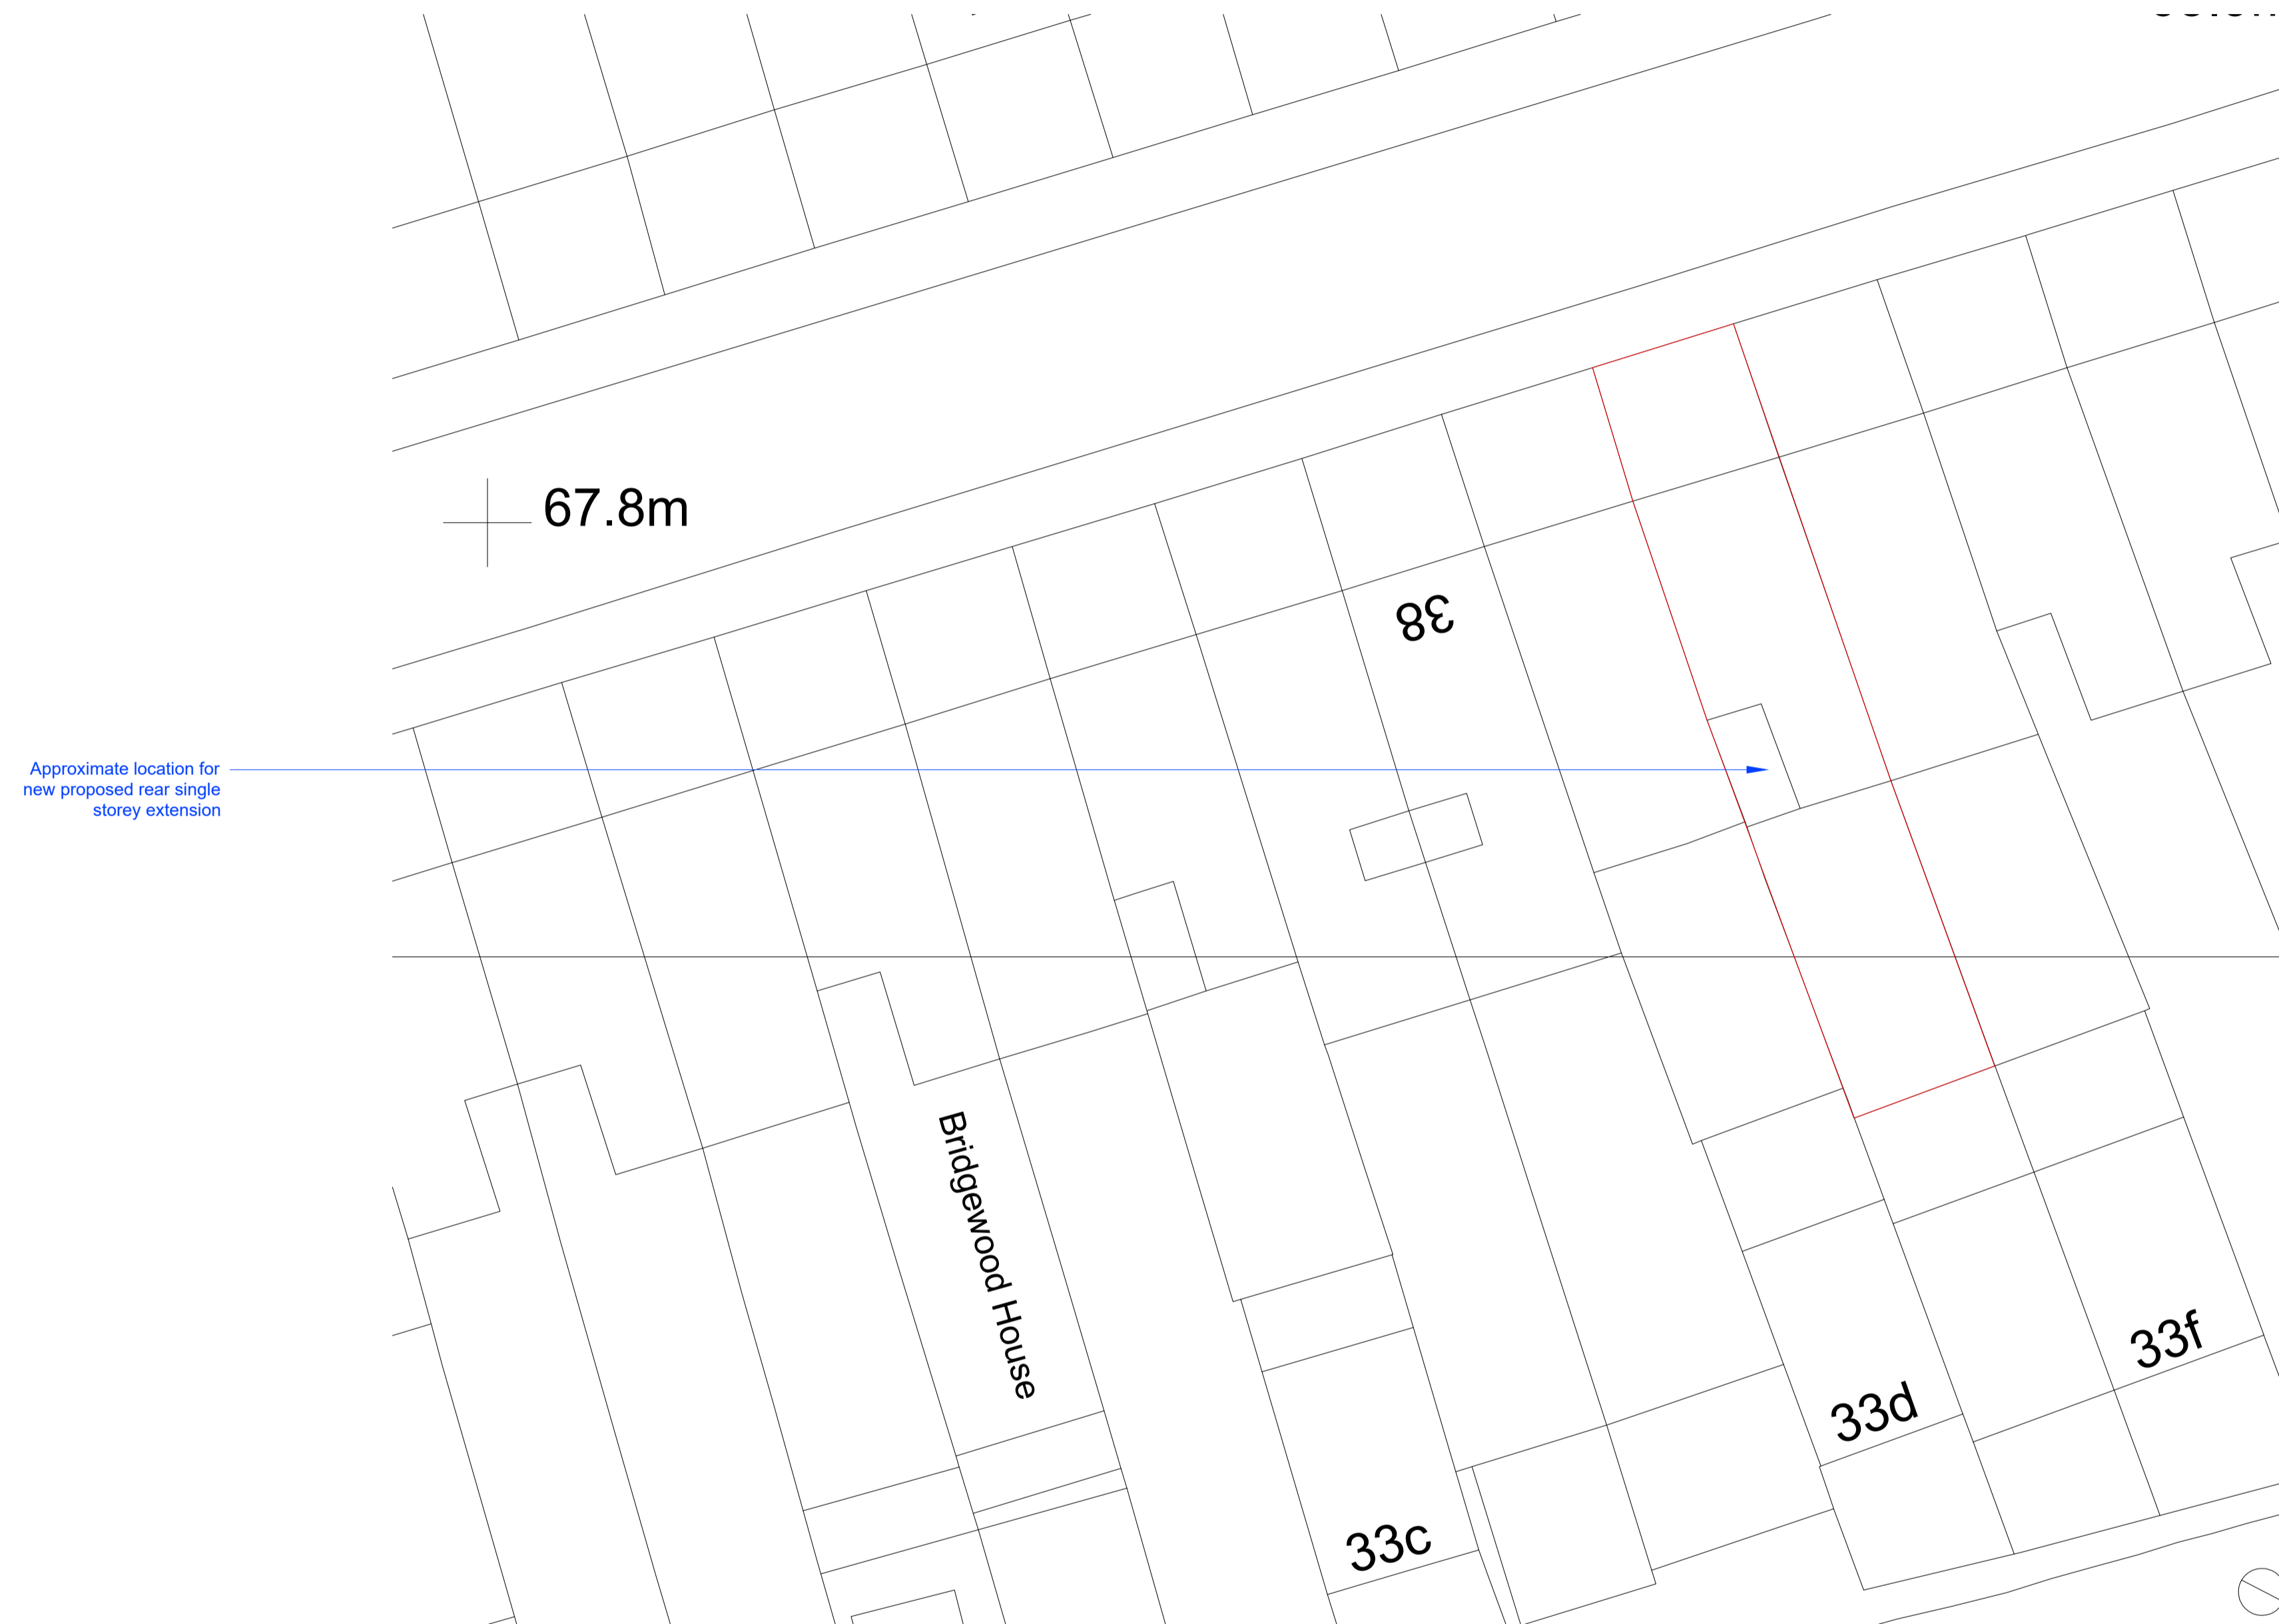 67.8m
38
Approximate location for
new proposed rear single
storey extension
Bridgewood House
33f
33d
33c